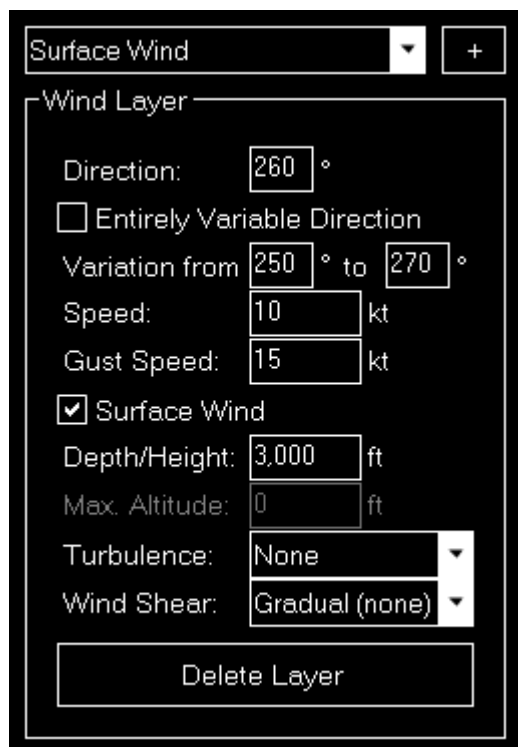 Surface Wind +
Wind Layer
Direction: 260 °
Entirely Variable Direction
Variation from 250 ° to 270 °
Speed: 10 kt
Gust Speed: 15 kt
Surface Wind
Depth/Height: 3,000 ft
Max. Altitude: 0 ft
Turbulence: None
Wind Shear: Gradual (none)
Delete Layer